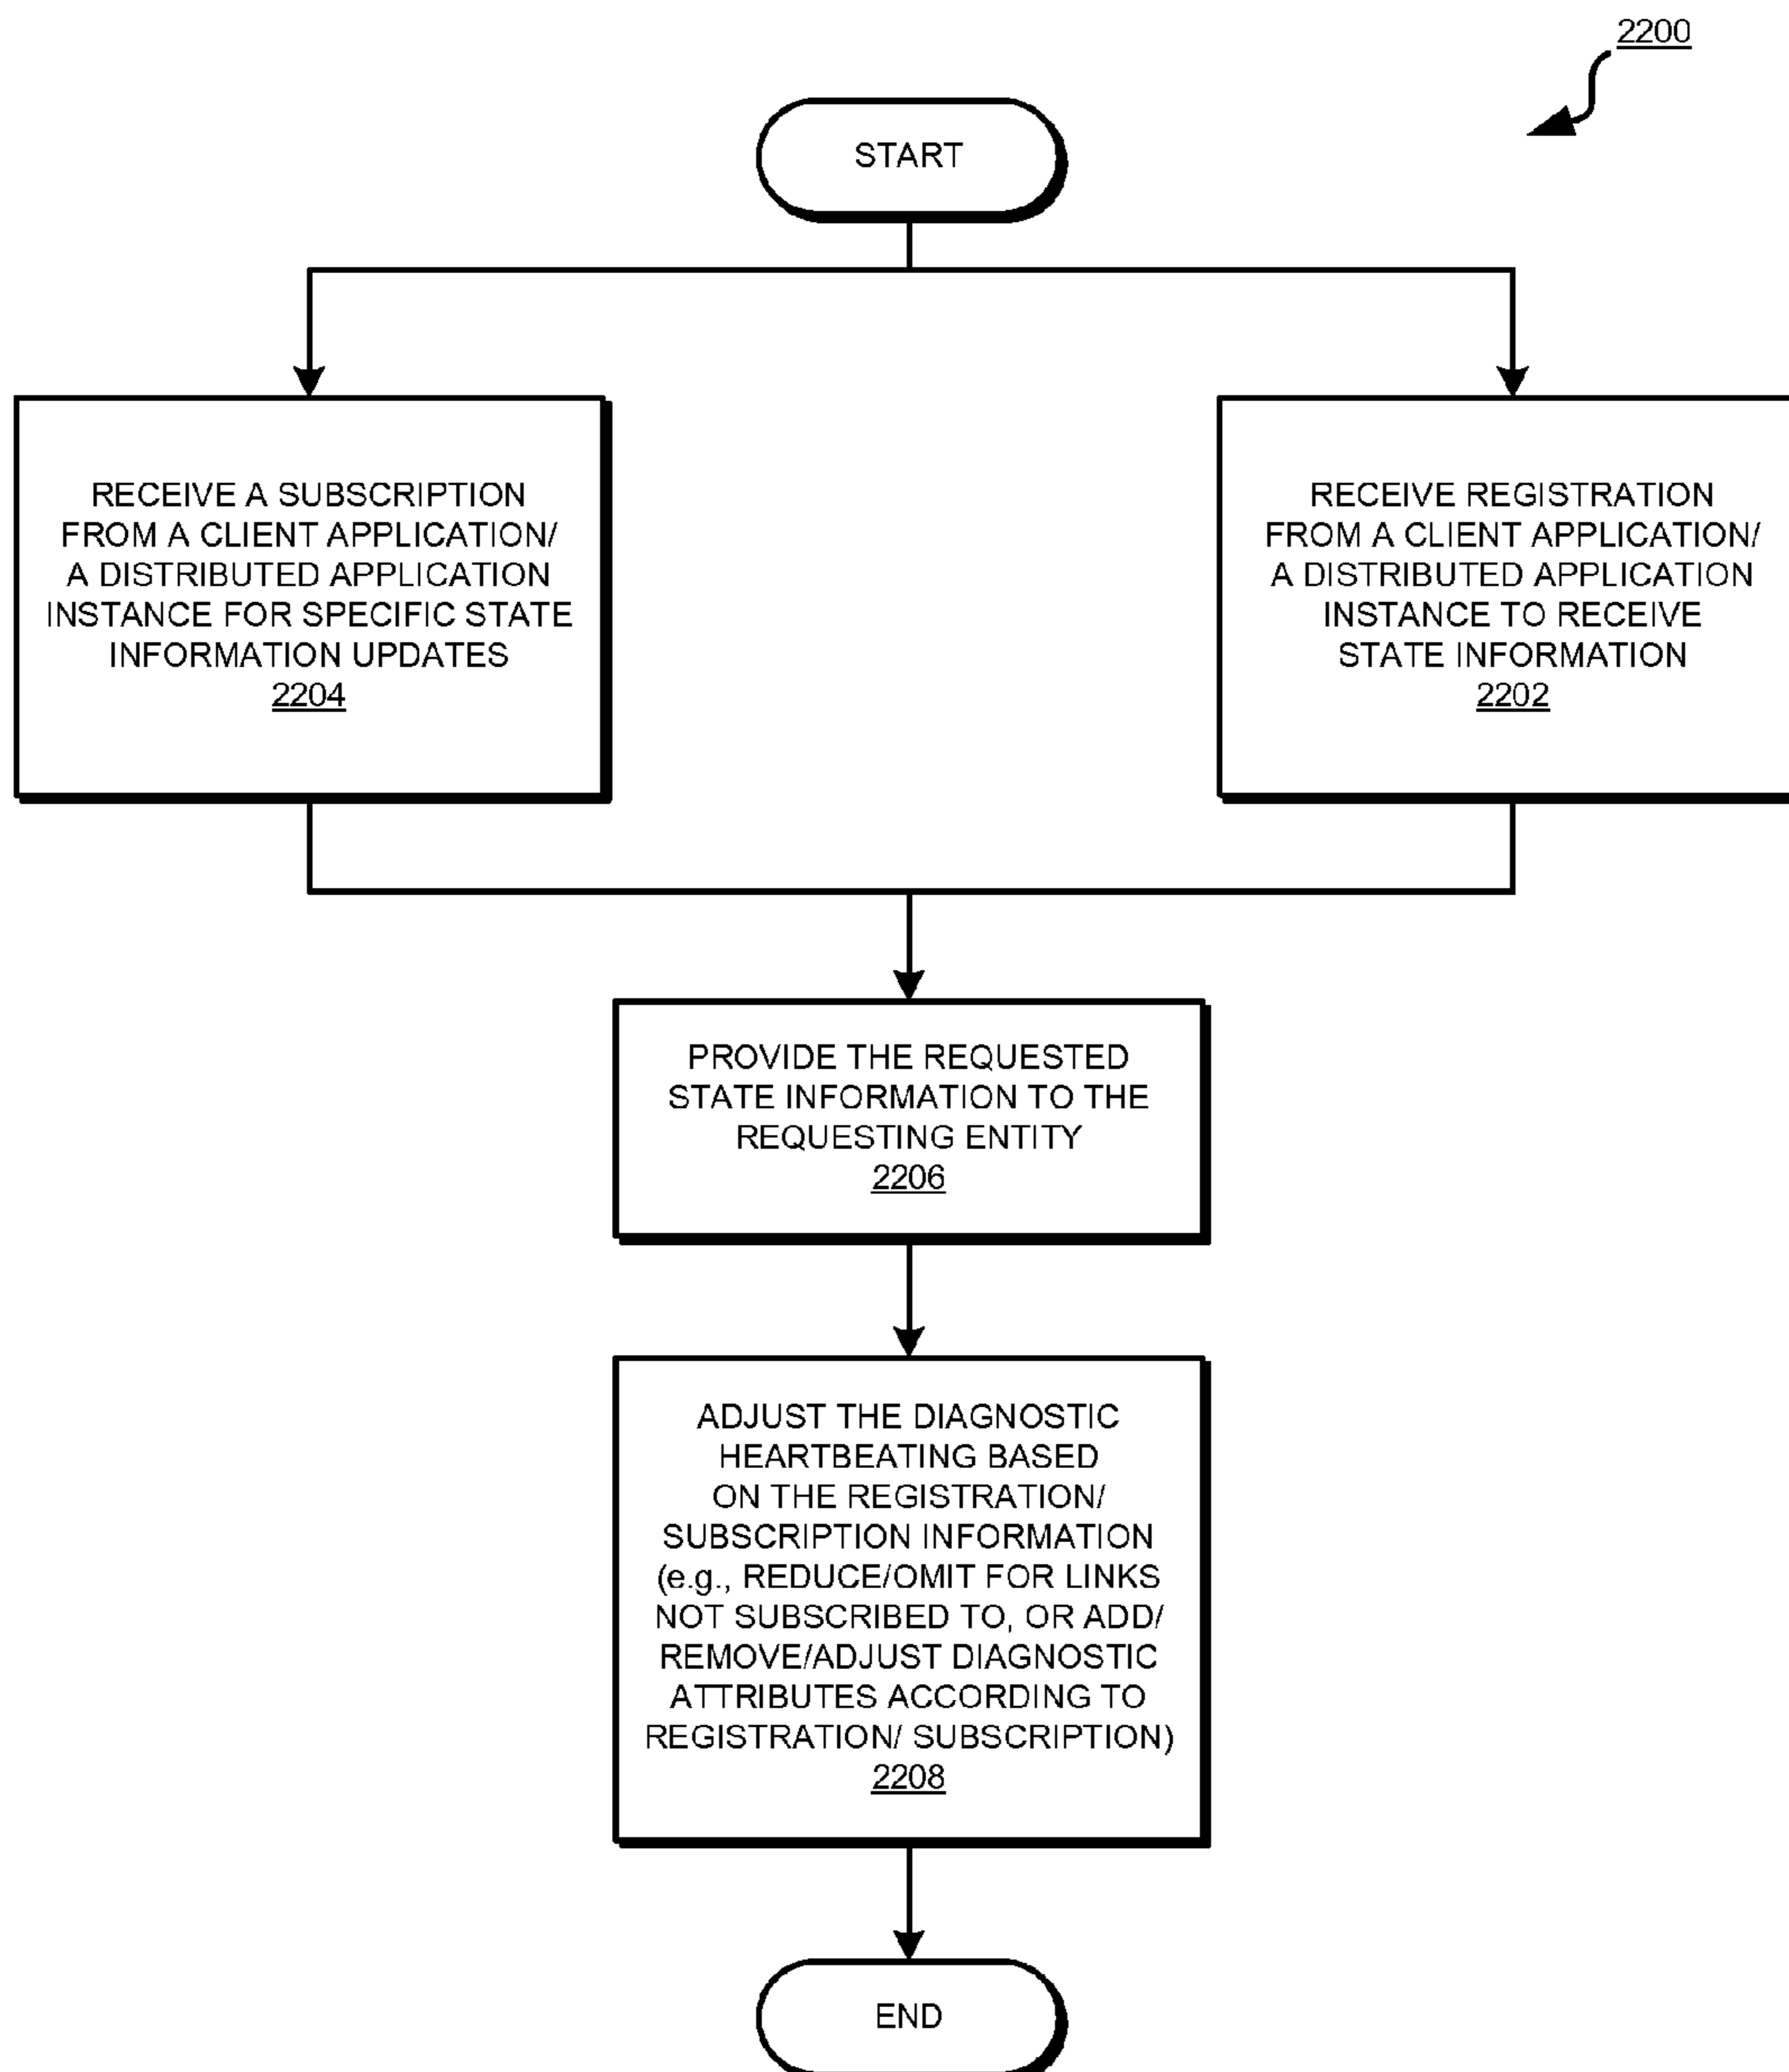 2200
START
RECEIVE A SUBSCRIPTION
FROM A CLIENT APPLICATION/
A DISTRIBUTED APPLICATION
INSTANCE FOR SPECIFIC STATE
INFORMATION UPDATES
2204
RECEIVE REGISTRATION
FROM A CLIENT APPLICATION/
A DISTRIBUTED APPLICATION
INSTANCE TO RECEIVE
STATE INFORMATION
2202
PROVIDE THE REQUESTED
STATE INFORMATION TO THE
REQUESTING ENTITY
2206
ADJUST THE DIAGNOSTIC
HEARTBEATING BASED
ON THE REGISTRATION/
SUBSCRIPTION INFORMATION
(e.g., REDUCE/OMIT FOR LINKS
NOT SUBSCRIBED TO, OR ADD/
REMOVE/ADJUST DIAGNOSTIC
ATTRIBUTES ACCORDING TO
REGISTRATION/ SUBSCRIPTION)
2208
END